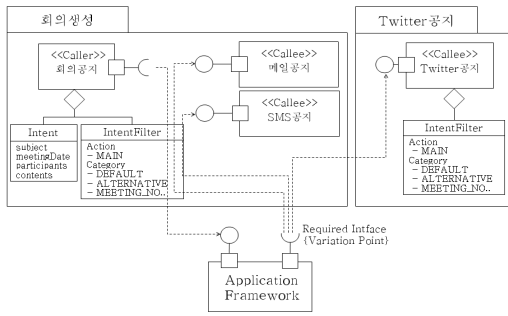 회의생성
<<Caller>>
회의공지
Intent
subject
meetingDate
participants
contents
IntentFilter
Action
- MAIN
Category
- DEFAULT
- ALTERNATIVE
- MEETING_NO..
<<Callee>>
메일공지
<<Callee>>
SMS공지
Twitter공지
<<Callee>>
Twitter공지
IntentFilter
Action
- MAIN
Category
- DEFAULT
- ALTERNATIVE
- MEETING_NO..
Required Intface
{Variation Point}
Application
Framework